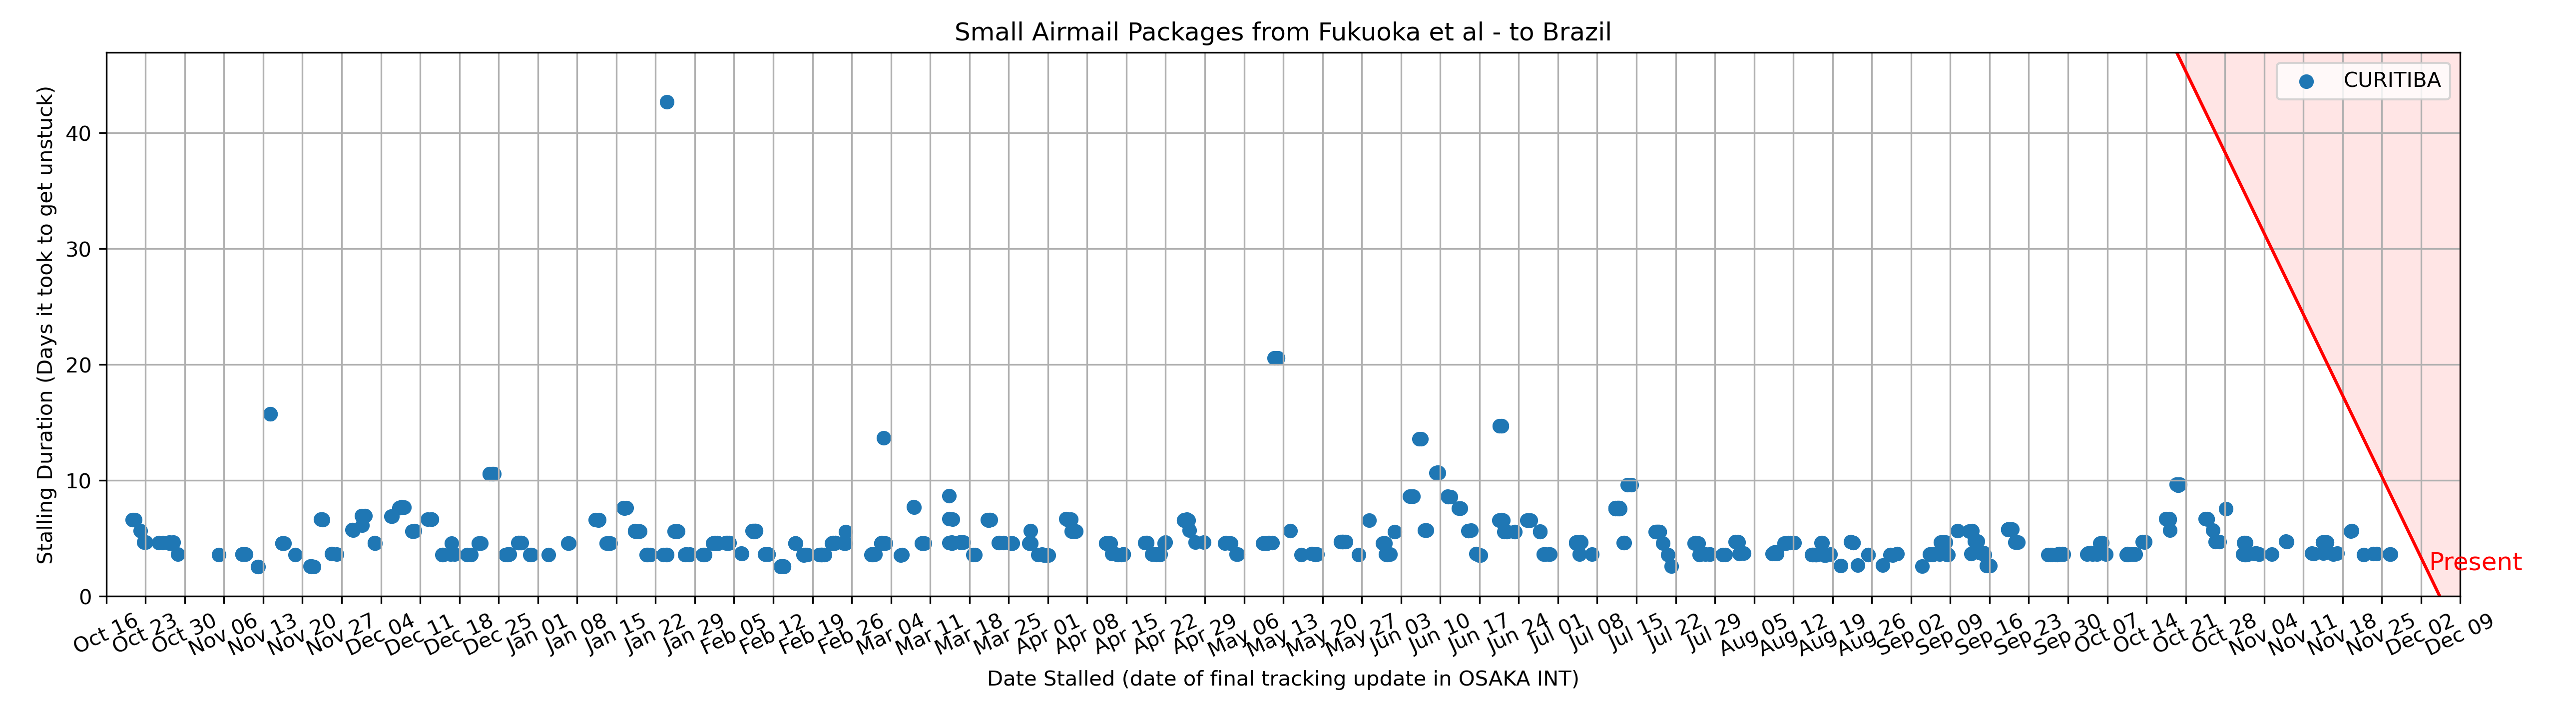 Small Airmail Packages from Fukuoka et al - to Brazil
CURITIBA
Stalling Duration (Days it took to get unstuck)
40
30
20
10
0
Present
Oct 16
Oct 23
Oct 30
Nov 06
Nov 13
Nov 20
Nov 27
Dec 04
Dec 11
Dec 18
Dec 25
Jan 01
Jan 08
Jan 15
Jan 22
Jan 29
Feb 05
Feb 12
Feb 19
Feb 26
Mar 04
Mar 11
Mar 18
Mar 25
Apr 01
Apr 08
Apr 15
Apr 22
Apr 29
May 06
May 13
May 20
May 27
Jun 03
Jun 10
Jun 17
Jun 24
Jul 01
Jul 08
Jul 15
Jul 22
Jul 29
Aug 05
Aug 12
Aug 19
Aug 26
Sep 02
Sep 09
Sep 16
Sep 23
Sep 30
Oct 07
Oct 14
Oct 21
Oct 28
Nov 04
Nov 11
Nov 18
Nov 25
Dec 02
Dec 09
Date Stalled (date of final tracking update in OSAKA INT)